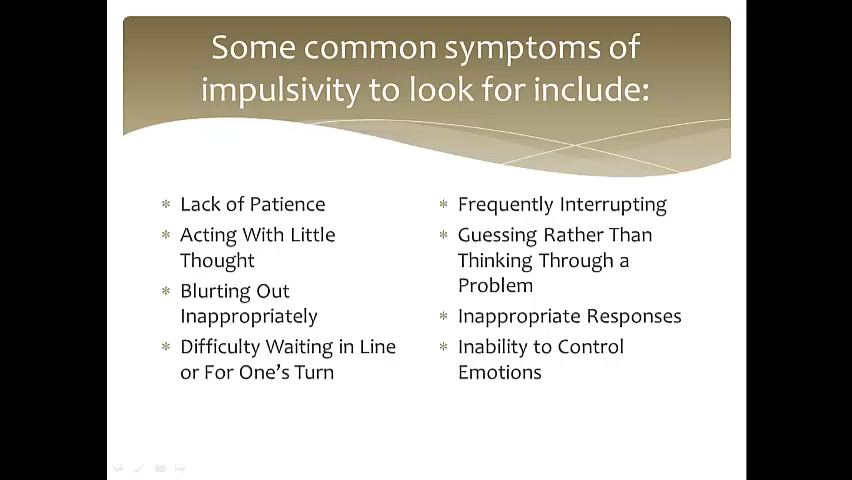 Some common symptoms of
impulsivity to look for include:
* Lack of Patience
* Acting With Little
Thought
* Blurting Out
Inappropriately
* Difficulty Waiting in Line
or For One’s Turn
* Frequently Interrupting
* Guessing Rather Than
Thinking Through a
Problem
* Inappropriate Responses
* Inability to Control
Emotions